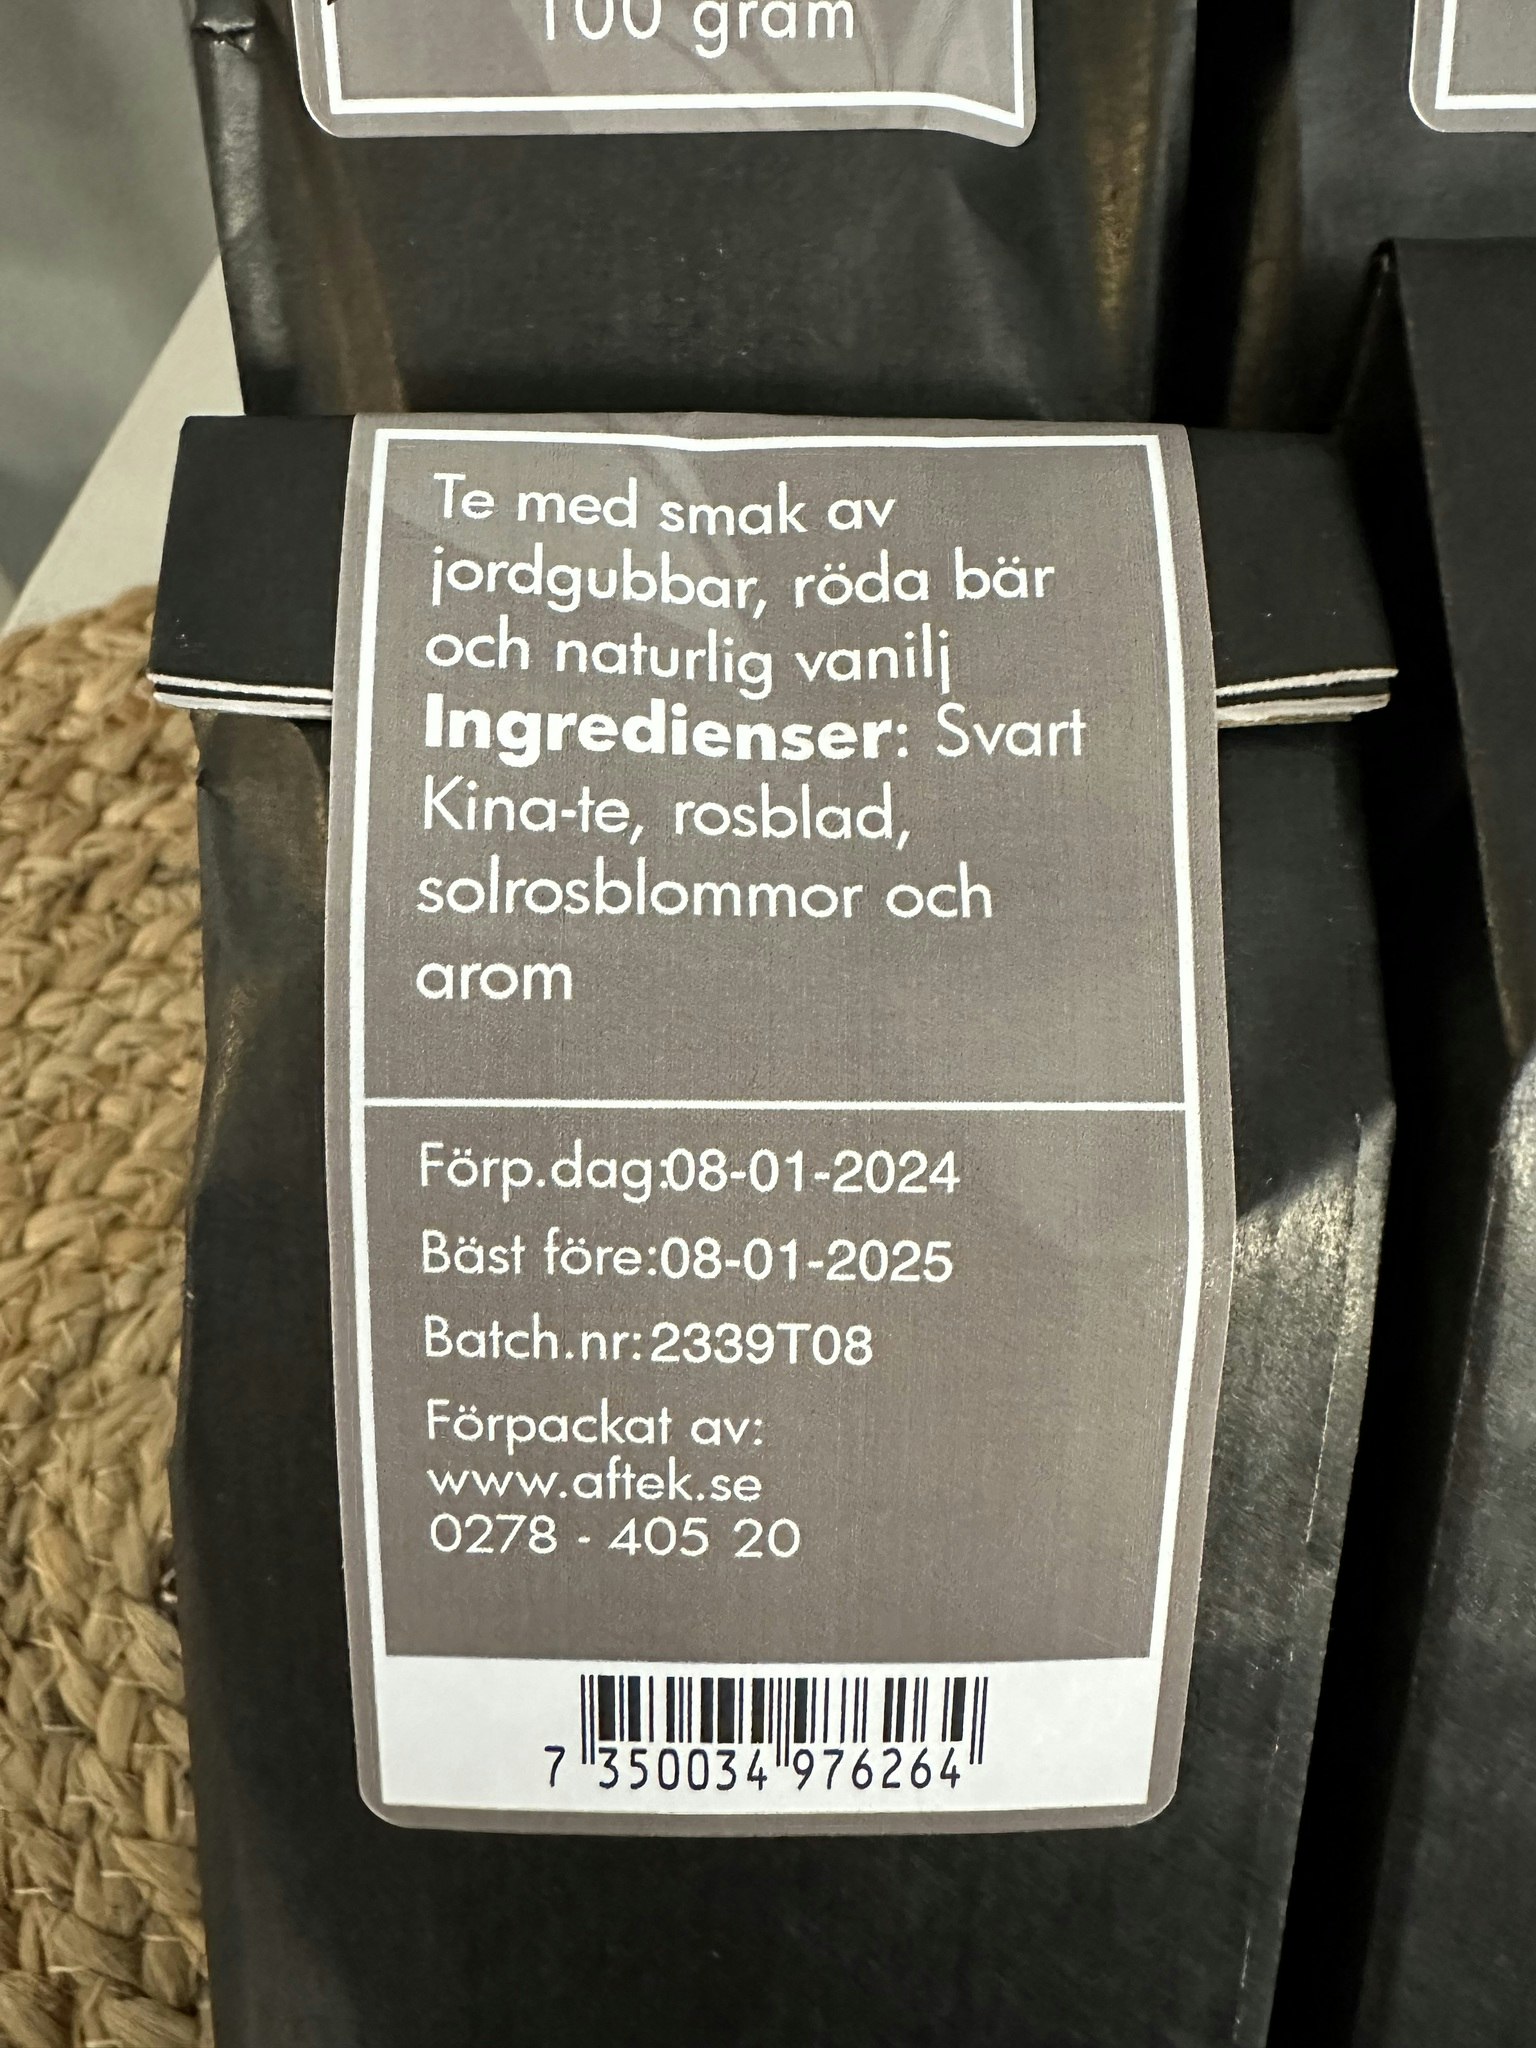 100 gram
Te med smak av
jordgubbar, röda bär
och naturlig vanilj
Ingredienser: Svart
Kina-te, rosblad,
solrosblommor och
arom
Förp.dag:08-01-2024
Bäst före:08-01-2025
Batch.nr:2339T08
Förpackat av:
www.aftek.se
0278 - 405 20
7 350034 976264